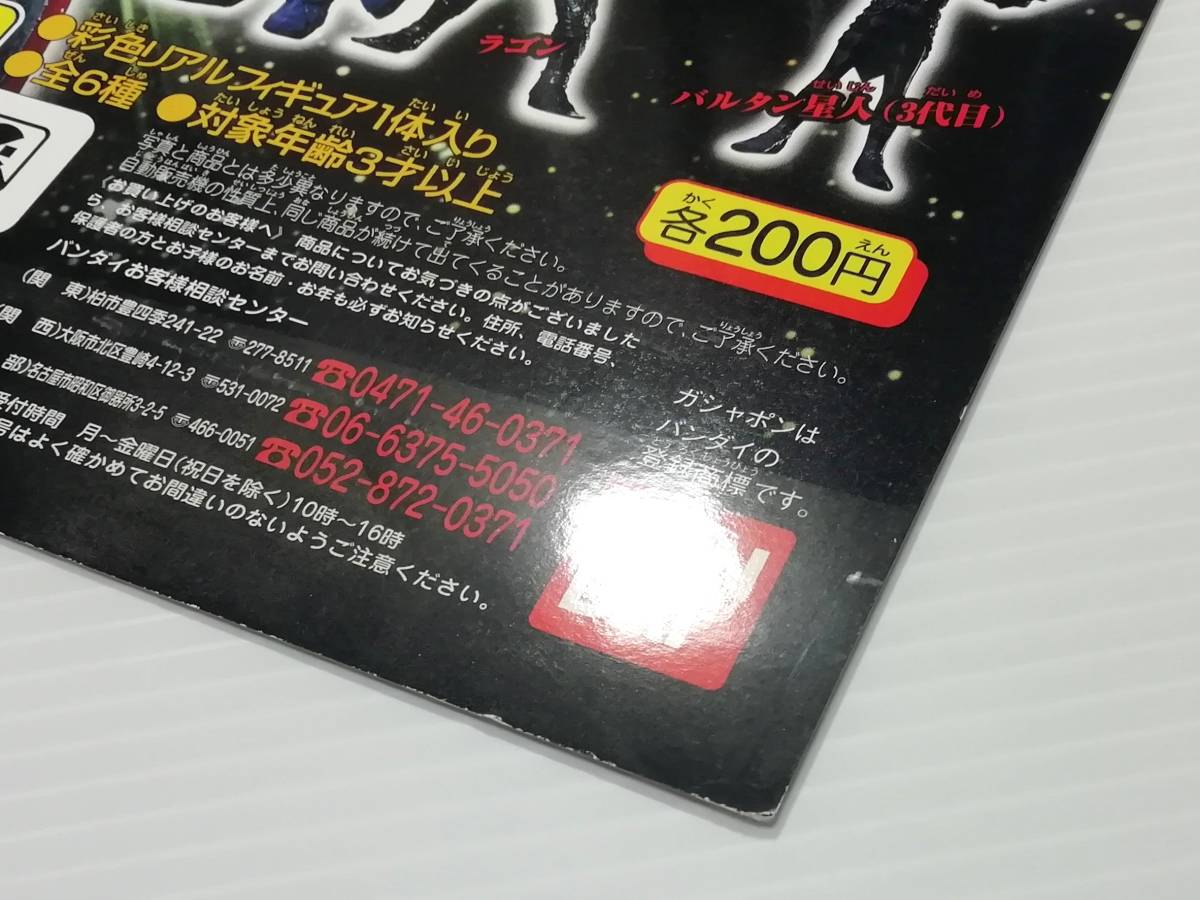 ラゴン
バルタン星人(3代目)
せいじん だいめ
●彩色リアルフィギュア1体入り
●全6種 ●対象年齢3才以上
各200円
かく えん
写真と商品とは多少異なりますので、ご了承ください。
自動販売機の性質上、同じ商品が続けて出てくることがありますので、ご了承ください。
〈お買い上げのお客様へ〉 商品についてお気づきの点がございました
ら、お客様相談センターまでお問い合わせください。住所、電話番号、
保護者の方とお子様のお名前・お年も必ずお知らせください。
バンダイお客様相談センター
(関 東)柏市豊四季241-22 〒277-8511 ☎0471-46-0371
(関 西)大阪市北区豊崎4-12-3 〒531-0072 ☎06-6375-5050
部)名古屋市昭和区御器所3-2-5 〒466-0051 ☎052-872-0371
受付時間 月〜金曜日(祝日を除く)10時〜16時
号はよく確かめてお間違いのないようご注意ください。
ガシャポンは
バンダイの
登録商標です。